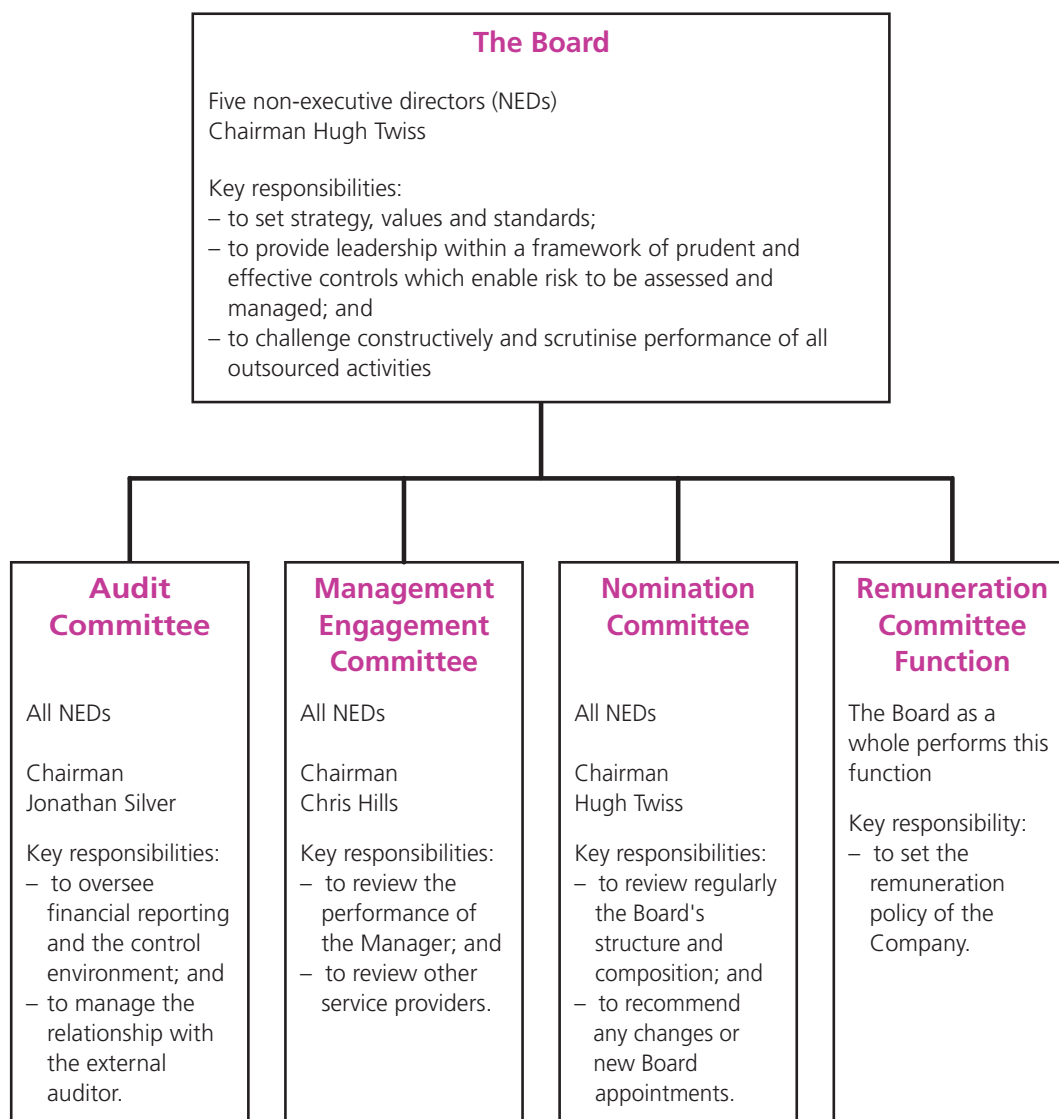 The Board
Five non-executive directors (NEDs)
Chairman Hugh Twiss
Key responsibilities:
– to set strategy, values and standards;
– to provide leadership within a framework of prudent and
effective controls which enable risk to be assessed and
managed; and
– to challenge constructively and scrutinise performance of all
outsourced activities
Audit
Committee
All NEDs
Chairman
Jonathan Silver
Key responsibilities:
– to oversee
financial reporting
and the control
environment; and
– to manage the
relationship with
the external
auditor.
Management
Engagement
Committee
All NEDs
Chairman
Chris Hills
Key responsibilities:
– to review the
performance of
the Manager; and
– to review other
service providers.
Nomination
Committee
All NEDs
Chairman
Hugh Twiss
Key responsibilities:
– to review regularly
the Board's
structure and
composition; and
– to recommend
any changes or
new Board
appointments.
Remuneration
Committee
Function
The Board as a
whole performs this
function
Key responsibility:
– to set the
remuneration
policy of the
Company.